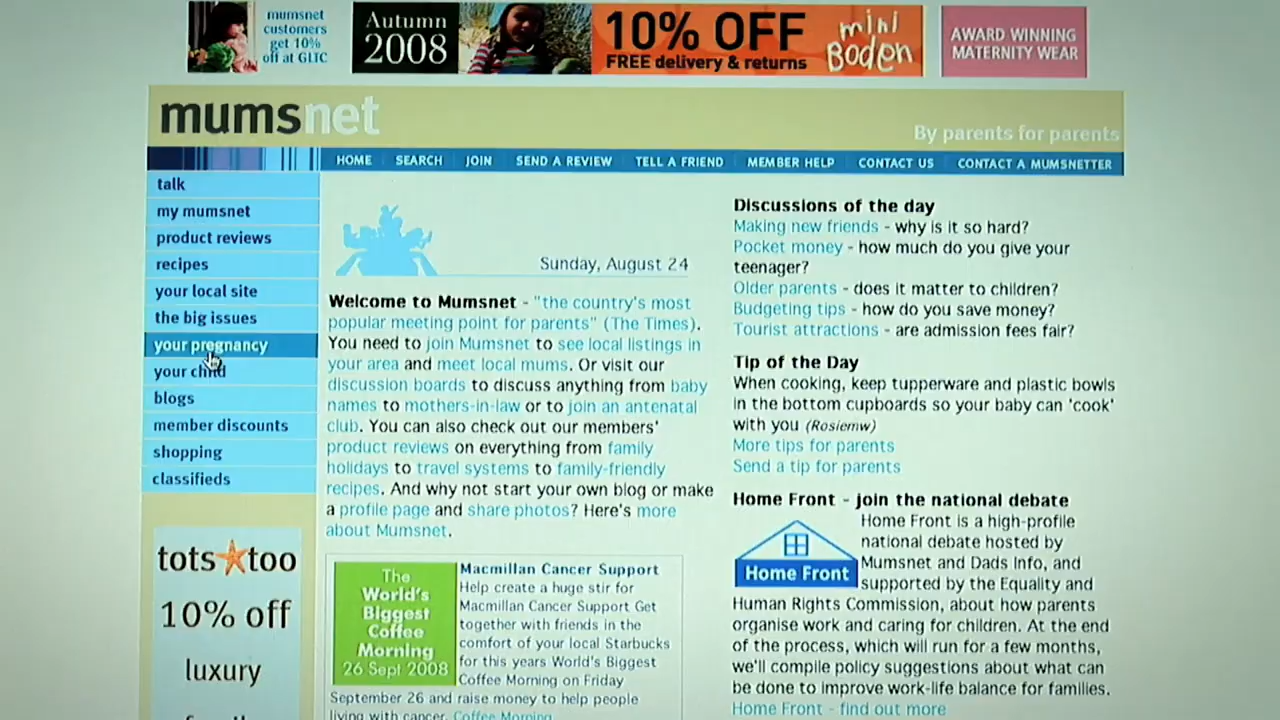 mumsnet
customers
get 10%
off at GLTC
Autumn
2008
10% OFF
FREE delivery & returns
mini
Boden
AWARD WINNING
MATERNITY WEAR
mumsnet
By parents for parents
HOME SEARCH JOIN SEND A REVIEW TELL A FRIEND MEMBER HELP CONTACT US CONTACT A MUMSNETTER
talk
my mumsnet
product reviews
recipes
your local site
the big issues
your pregnancy
your child
blogs
member discounts
shopping
classifieds
tots too
10% off
luxury
Sunday, August 24
Welcome to Mumsnet - "the country's most
popular meeting point for parents" (The Times).
You need to join Mumsnet to see local listings in
your area and meet local mums. Or visit our
discussion boards to discuss anything from baby
names to mothers-in-law or to join an antenatal
club. You can also check out our members'
product reviews on everything from family
holidays to travel systems to family-friendly
recipes. And why not start your own blog or make
a profile page and share photos? Here's more
about Mumsnet.
The
World's
Biggest
Coffee
Morning
26 Sept 2008
Macmillan Cancer Support
Help create a huge stir for
Macmillan Cancer Support Get
together with friends in the
comfort of your local Starbucks
for this years World's Biggest
Coffee Morning on Friday
September 26 and raise money to help people
living with cancer. Coffee Morning
Discussions of the day
Making new friends - why is it so hard?
Pocket money - how much do you give your
teenager?
Older parents - does it matter to children?
Budgeting tips - how do you save money?
Tourist attractions - are admission fees fair?
Tip of the Day
When cooking, keep tupperware and plastic bowls
in the bottom cupboards so your baby can 'cook'
with you (Rosiemw)
More tips for parents
Send a tip for parents
Home Front - join the national debate
Home Front
Home Front is a high-profile
national debate hosted by
Mumsnet and Dads Info, and
supported by the Equality and
Human Rights Commission, about how parents
organise work and caring for children. At the end
of the process, which will run for a few months,
we'll compile policy suggestions about what can
be done to improve work-life balance for families.
Home Front - find out more